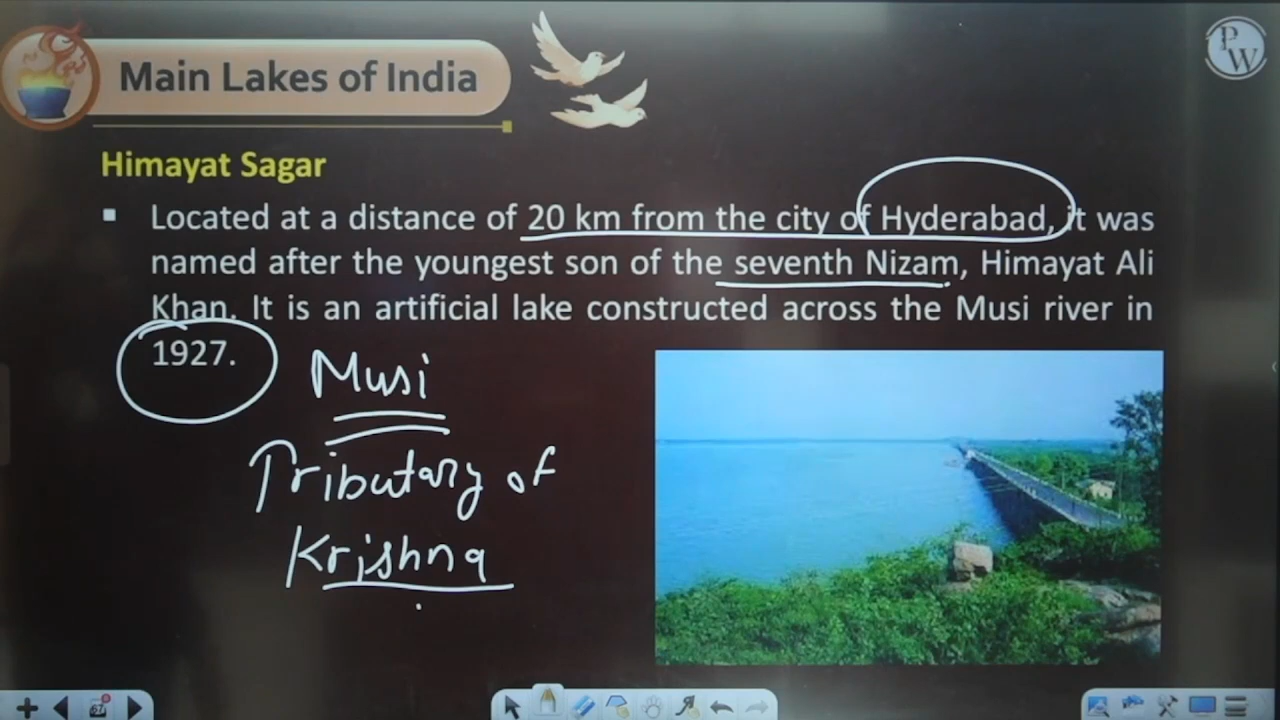 Main Lakes of India
PW
Himayat Sagar
▪ Located at a distance of 20 km from the city of Hyderabad, it was
named after the youngest son of the seventh Nizam, Himayat Ali
Khan. It is an artificial lake constructed across the Musi river in
1927.
Musi
Tributary of
Krishna
67